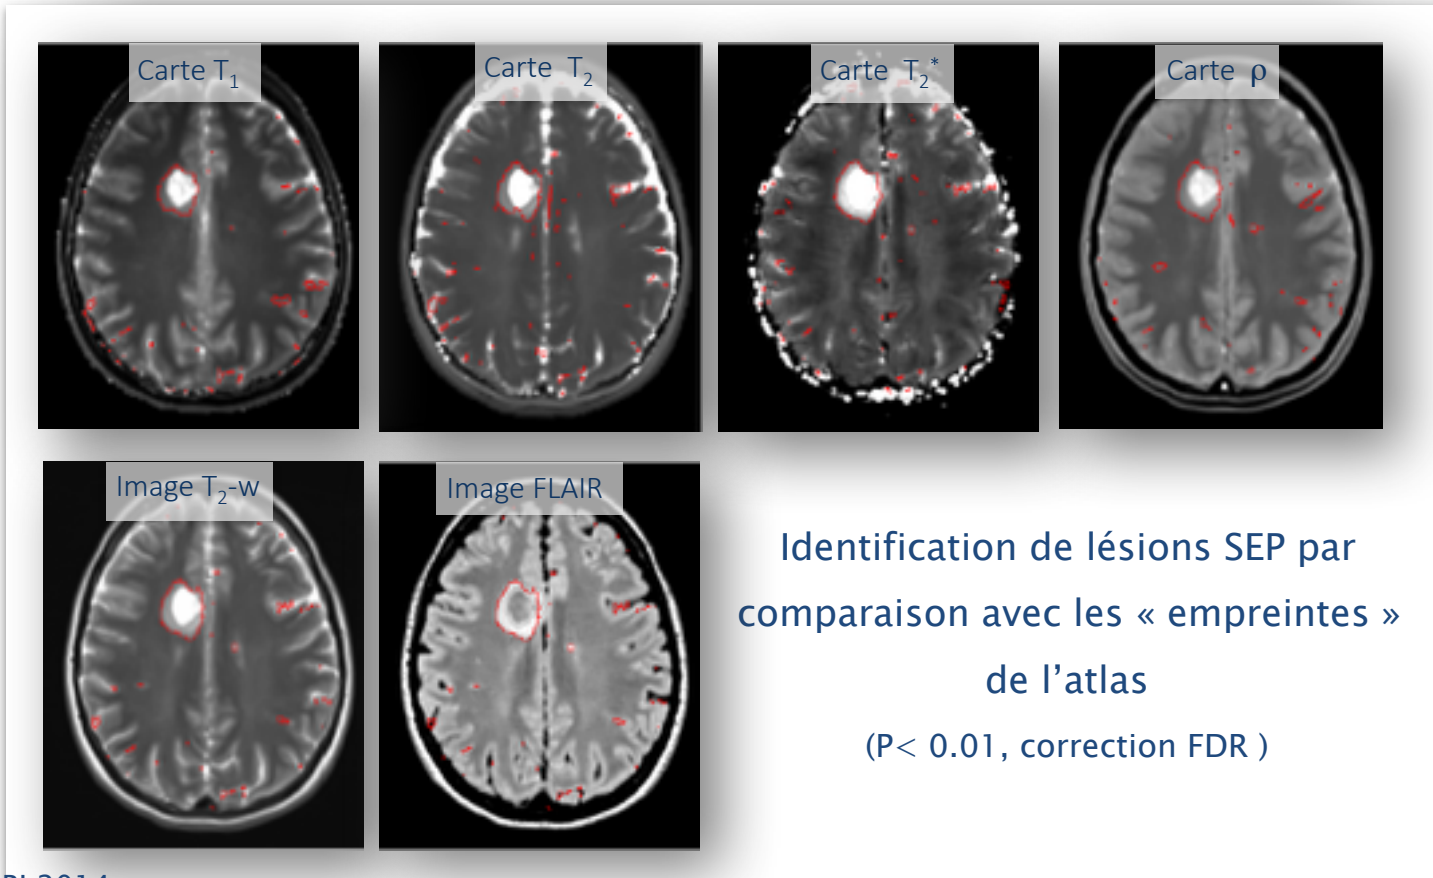 Carte T₁
Carte T₂
Carte T₂*
Carte ρ
Image T₂-w
Image FLAIR
Identification de lésions SEP par
comparaison avec les « empreintes »
de l’atlas
(P< 0.01, correction FDR )
2014